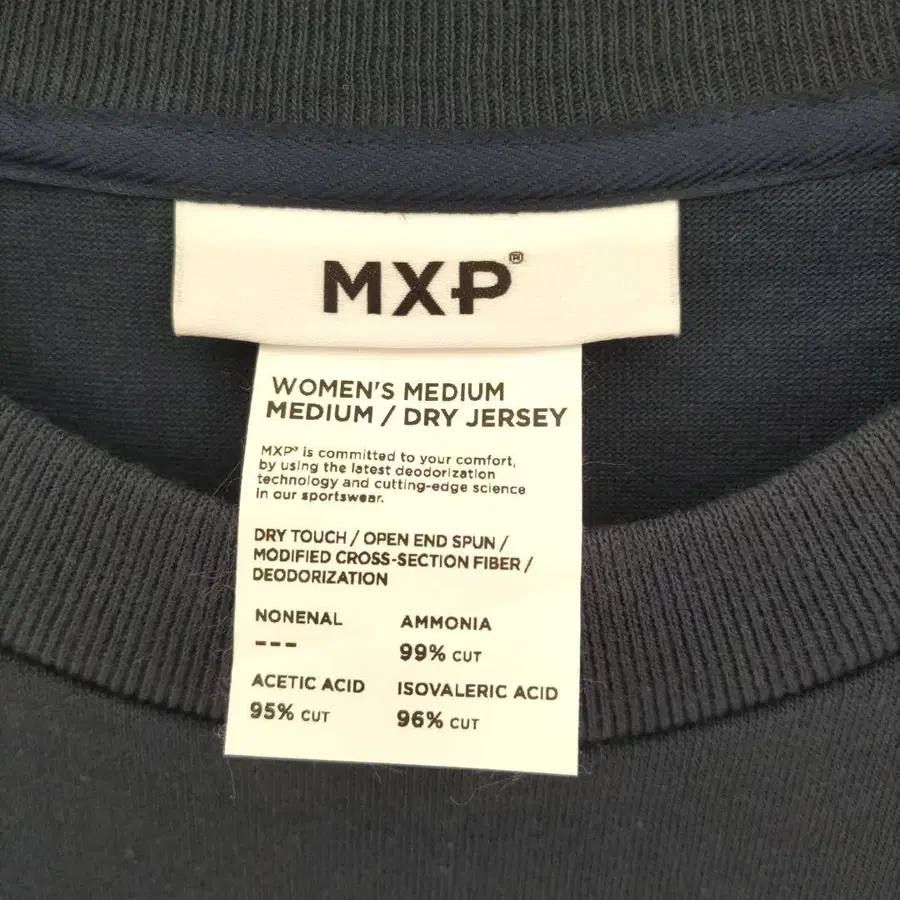 MXP®
WOMEN'S MEDIUM
MEDIUM / DRY JERSEY
MXP® is committed to your comfort,
by using the latest deodorization
technology and cutting-edge science
in our sportswear.
DRY TOUCH / OPEN END SPUN /
MODIFIED CROSS-SECTION FIBER /
DEODORIZATION
NONENAL AMMONIA
--- 99% CUT
ACETIC ACID ISOVALERIC ACID
95% CUT 96% CUT